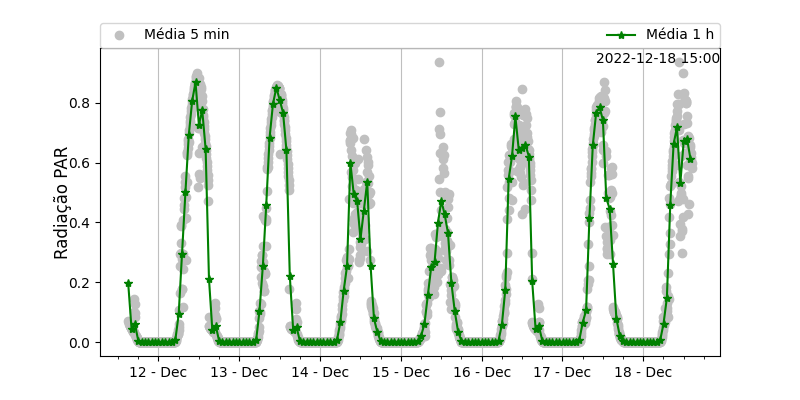 Média 5 min
Média 1 h
2022-12-18 15:00
Radiação PAR
0.8
0.6
0.4
0.2
0.0
12 - Dec
13 - Dec
14 - Dec
15 - Dec
16 - Dec
17 - Dec
18 - Dec